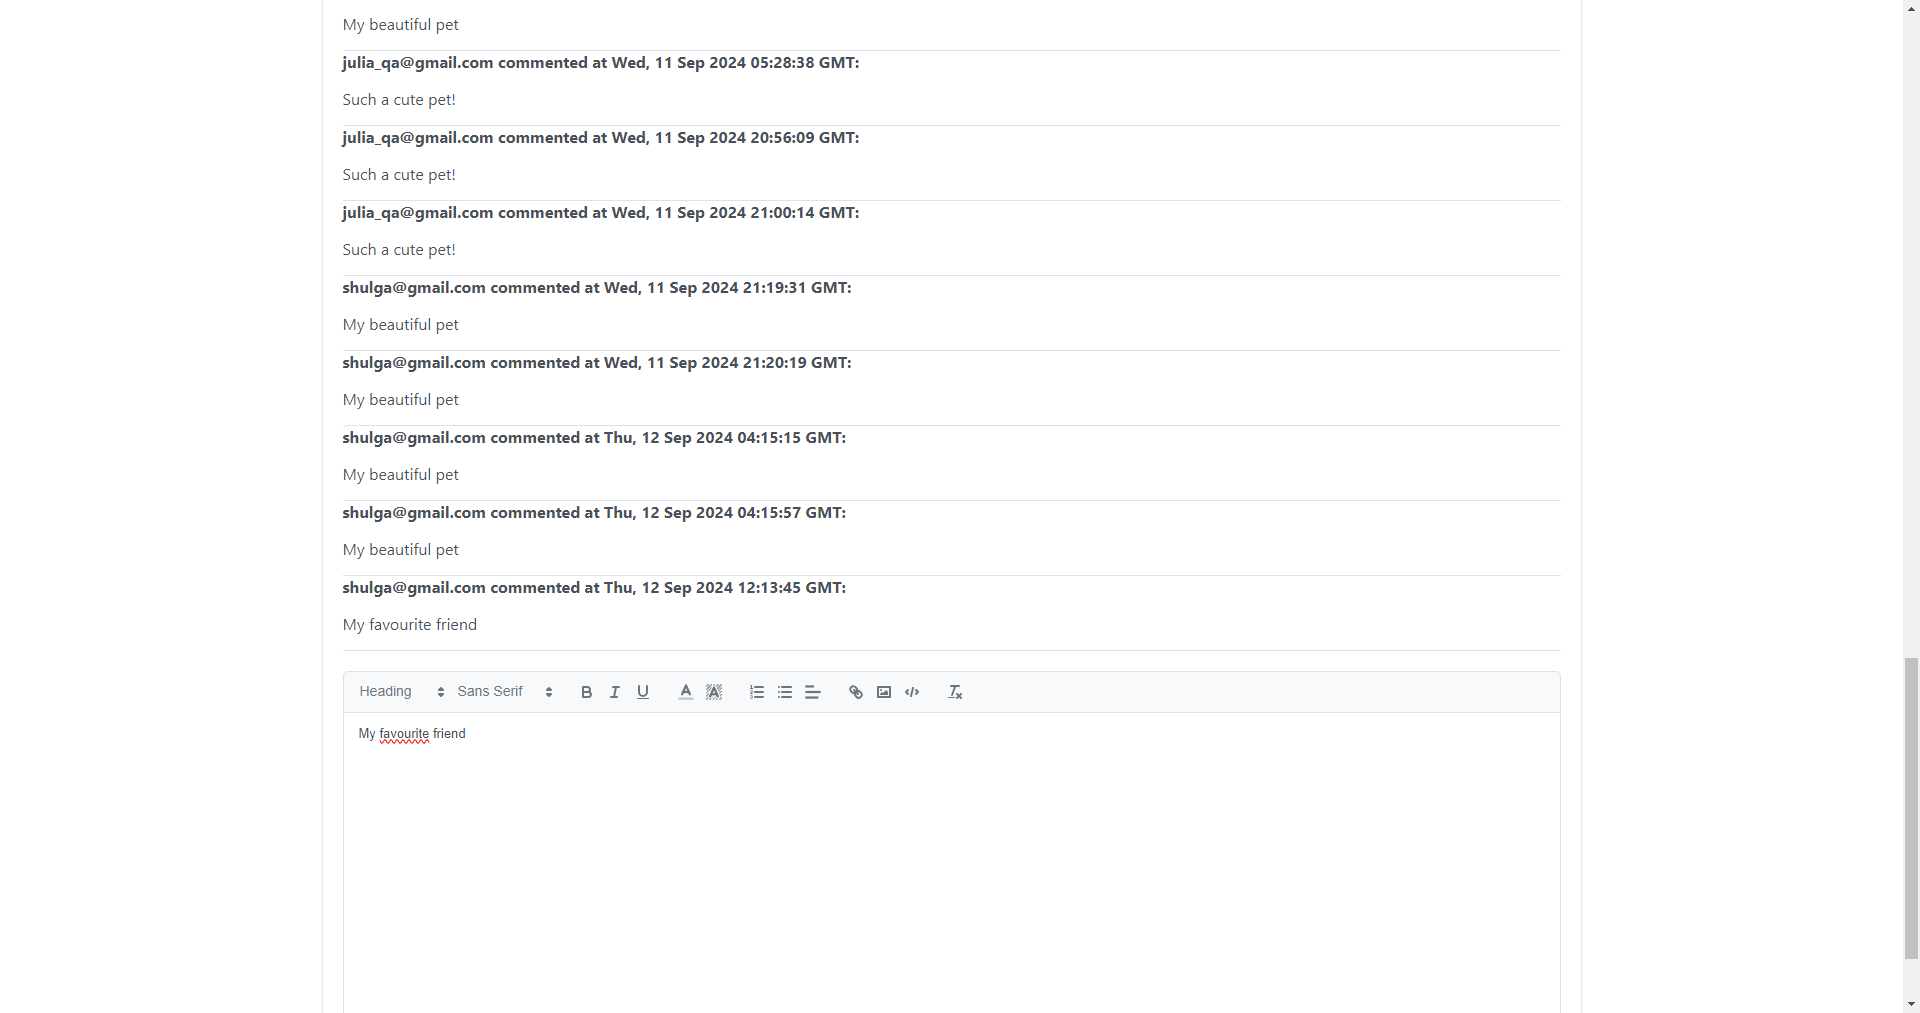 My beautiful pet
julia_qa@gmail.com commented at Wed, 11 Sep 2024 05:28:38 GMT:
Such a cute pet!
julia_qa@gmail.com commented at Wed, 11 Sep 2024 20:56:09 GMT:
Such a cute pet!
julia_qa@gmail.com commented at Wed, 11 Sep 2024 21:00:14 GMT:
Such a cute pet!
shulga@gmail.com commented at Wed, 11 Sep 2024 21:19:31 GMT:
My beautiful pet
shulga@gmail.com commented at Wed, 11 Sep 2024 21:20:19 GMT:
My beautiful pet
shulga@gmail.com commented at Thu, 12 Sep 2024 04:15:15 GMT:
My beautiful pet
shulga@gmail.com commented at Thu, 12 Sep 2024 04:15:57 GMT:
My beautiful pet
shulga@gmail.com commented at Thu, 12 Sep 2024 12:13:45 GMT:
My favourite friend
Heading Sans Serif
My favourite friend